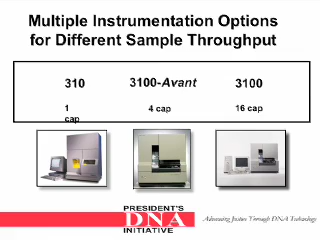 Multiple Instrumentation Options
for Different Sample Throughput
310
3100-Avant
3100
1
cap
4 cap
16 cap
PRESIDENT'S
DNA
INITIATIVE
Advancing Justice Through DNA Technology